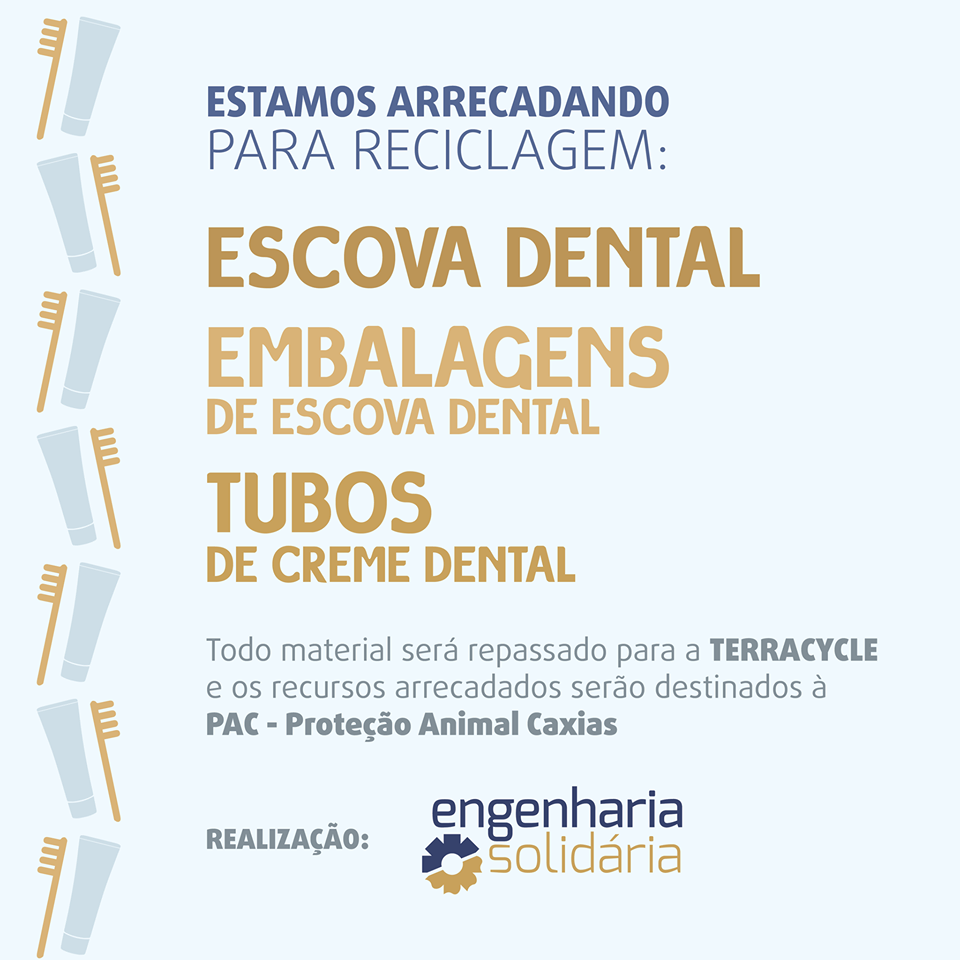 ESTAMOS ARRECADANDO
PARA RECICLAGEM:
ESCOVA DENTAL
EMBALAGENS
DE ESCOVA DENTAL
TUBOS
DE CREME DENTAL
Todo material será repassado para a TERRACYCLE
e os recursos arrecadados serão destinados à
PAC - Proteção Animal Caxias
REALIZAÇÃO:
engenharia
solidária